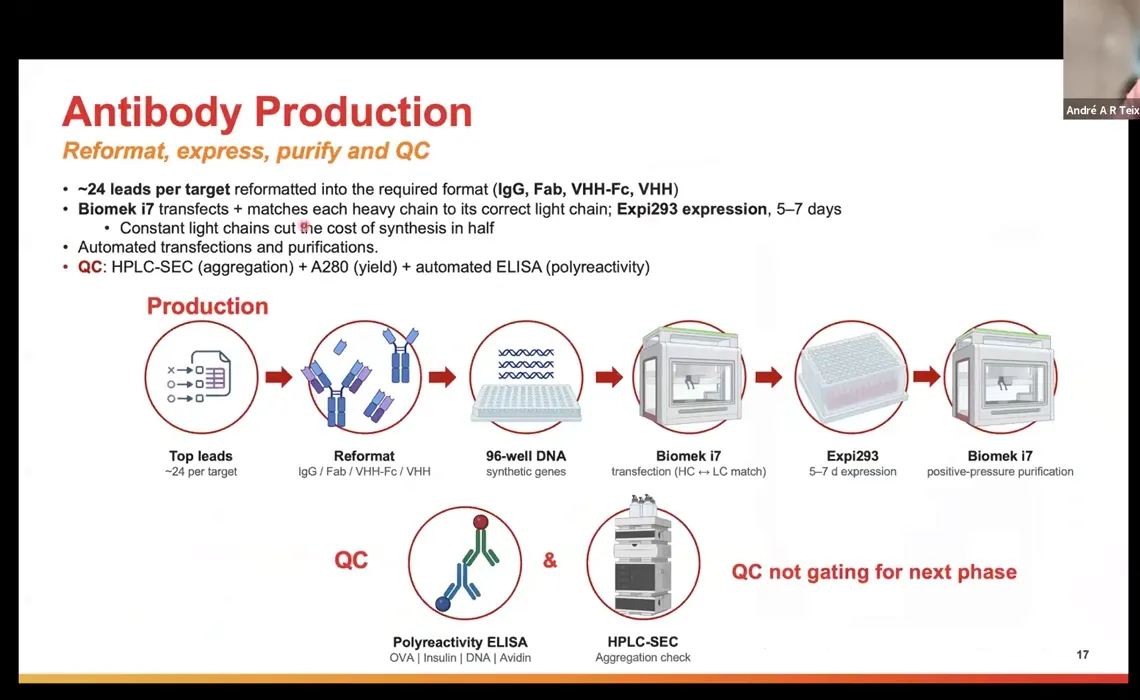 André A R Teix
Antibody Production
Reformat, express, purify and QC
• ~24 leads per target reformatted into the required format (IgG, Fab, VHH-Fc, VHH)
• Biomek i7 transfects + matches each heavy chain to its correct light chain; Expi293 expression, 5–7 days
• Constant light chains cut the cost of synthesis in half
• Automated transfections and purifications.
• QC: HPLC-SEC (aggregation) + A280 (yield) + automated ELISA (polyreactivity)
Production
Top leads
~24 per target
Reformat
IgG / Fab / VHH-Fc / VHH
96-well DNA
synthetic genes
Biomek i7
transfection (HC ↔ LC match)
Expi293
5–7 d expression
Biomek i7
positive-pressure purification
QC
&
QC not gating for next phase
Polyreactivity ELISA
OVA | Insulin | DNA | Avidin
HPLC-SEC
Aggregation check
17